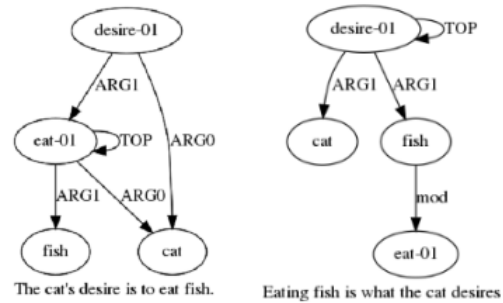 desire-01
ARG1
eat-01
TOP
ARG0
ARG1
ARG0
fish
cat
The cat's desire is to eat fish.
desire-01
TOP
ARG1
ARG1
cat
fish
mod
eat-01
Eating fish is what the cat desires